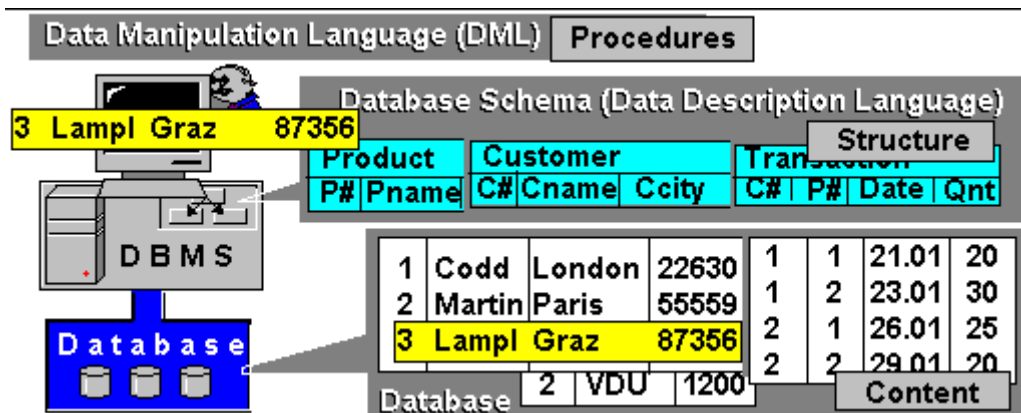 Data Manipulation Language (DML) Procedures
Database Schema (Data Description Language)
3 Lampl Graz 87356
Structure
Product Customer Transaction
P# Pname C# Cname Ccity C# P# Date Qnt
DBMS
1 Codd London 22630 1 1 21.01 20
2 Martin Paris 55559 1 2 23.01 30
3 Lampl Graz 87356 2 1 26.01 25
2 2 29.01 20
Database
2 VDU 1200
Content
Database